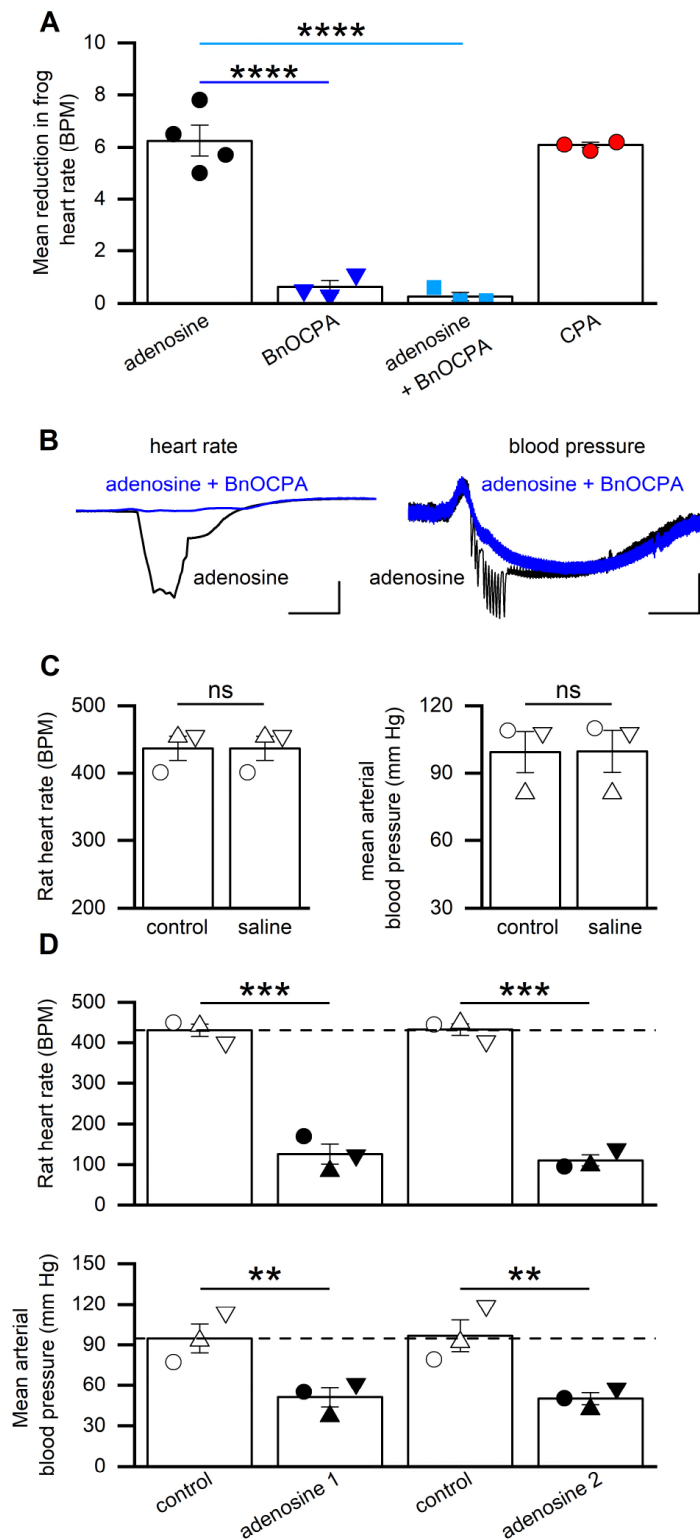 A
****
****
10
8
6
4
2
0
Mean reduction in frog
heart rate (BPM)
adenosine
BnOCPA
adenosine
+ BnOCPA
CPA
B
heart rate
blood pressure
adenosine + BnOCPA
adenosine + BnOCPA
adenosine
adenosine
C
ns
ns
500
400
300
200
Rat heart rate (BPM)
control
saline
120
90
60
30
mean arterial
blood pressure (mm Hg)
control
saline
D
***
***
500
400
300
200
100
0
Rat heart rate (BPM)
**
**
150
120
90
60
30
0
Mean arterial
blood pressure (mm Hg)
control
adenosine 1
control
adenosine 2